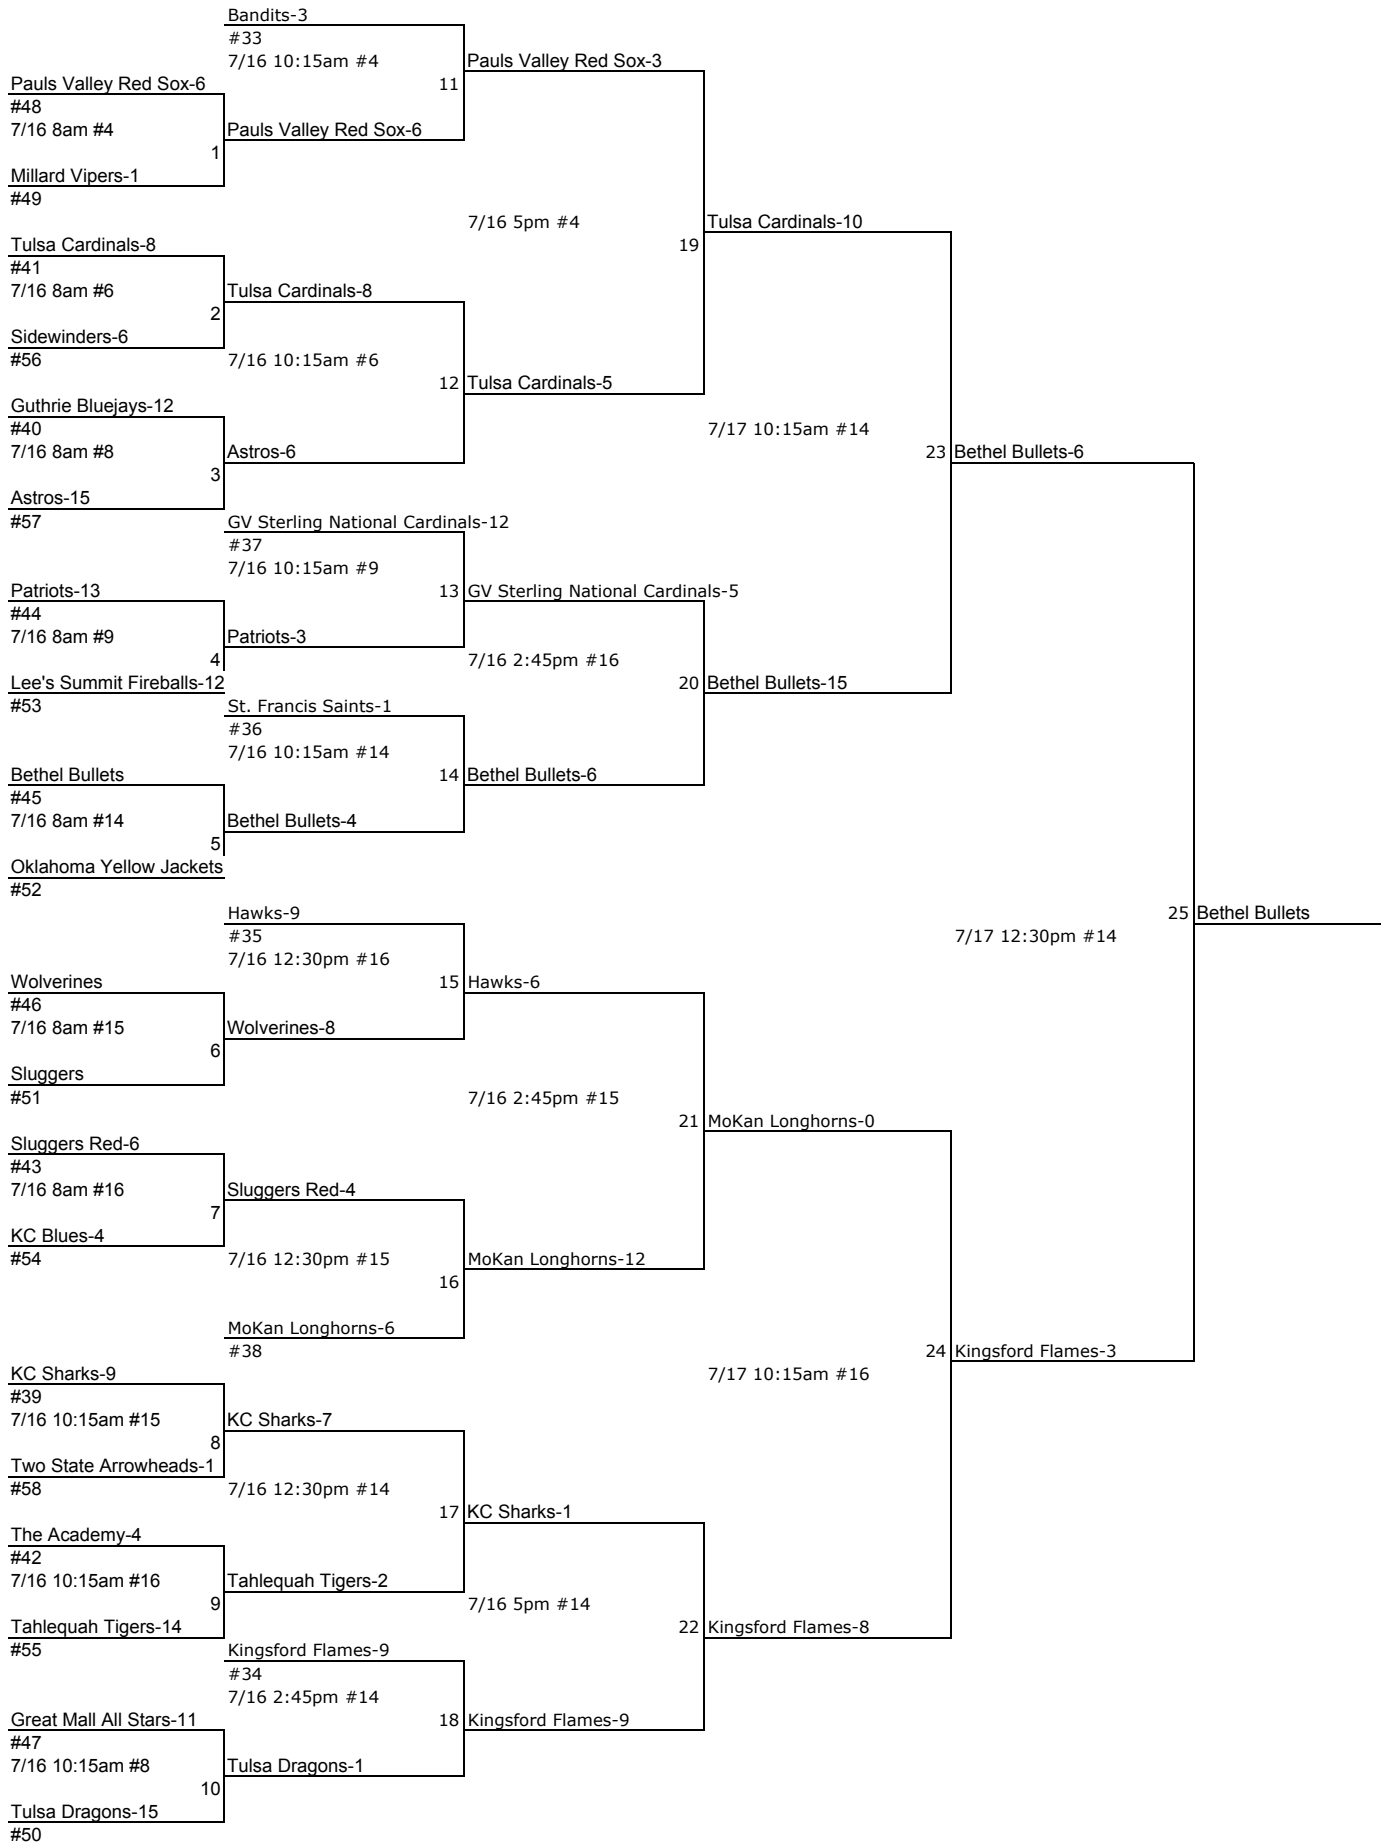 Bandits-3
#33
7/16 10:15am #4
Pauls Valley Red Sox-3
Pauls Valley Red Sox-6
11
#48
7/16 8am #4
Pauls Valley Red Sox-6
1
Millard Vipers-1
#49
7/16 5pm #4
Tulsa Cardinals-10
Tulsa Cardinals-8
19
#41
7/16 8am #6
Tulsa Cardinals-8
2
Sidewinders-6
#56
7/16 10:15am #6
12
Tulsa Cardinals-5
Guthrie Bluejays-12
#40
7/17 10:15am #14
7/16 8am #8
Astros-6
23
Bethel Bullets-6
3
Astros-15
#57
GV Sterling National Cardinals-12
#37
7/16 10:15am #9
Patriots-13
13
GV Sterling National Cardinals-5
#44
7/16 8am #9
Patriots-3
4
7/16 2:45pm #16
Lee's Summit Fireballs-12
20
Bethel Bullets-15
#53
St. Francis Saints-1
#36
7/16 10:15am #14
Bethel Bullets
14
Bethel Bullets-6
#45
7/16 8am #14
Bethel Bullets-4
5
Oklahoma Yellow Jackets
#52
Hawks-9
25
Bethel Bullets
#35
7/17 12:30pm #14
7/16 12:30pm #16
Wolverines
15
Hawks-6
#46
7/16 8am #15
Wolverines-8
6
Sluggers
#51
7/16 2:45pm #15
21
MoKan Longhorns-0
Sluggers Red-6
#43
7/16 8am #16
Sluggers Red-4
7
KC Blues-4
#54
7/16 12:30pm #15
MoKan Longhorns-12
16
MoKan Longhorns-6
#38
24
Kingsford Flames-3
KC Sharks-9
7/17 10:15am #16
#39
7/16 10:15am #15
KC Sharks-7
8
Two State Arrowheads-1
#58
7/16 12:30pm #14
17
KC Sharks-1
The Academy-4
#42
7/16 10:15am #16
Tahlequah Tigers-2
9
7/16 5pm #14
Tahlequah Tigers-14
22
Kingsford Flames-8
#55
Kingsford Flames-9
#34
7/16 2:45pm #14
Great Mall All Stars-11
18
Kingsford Flames-9
#47
7/16 10:15am #8
Tulsa Dragons-1
10
Tulsa Dragons-15
#50